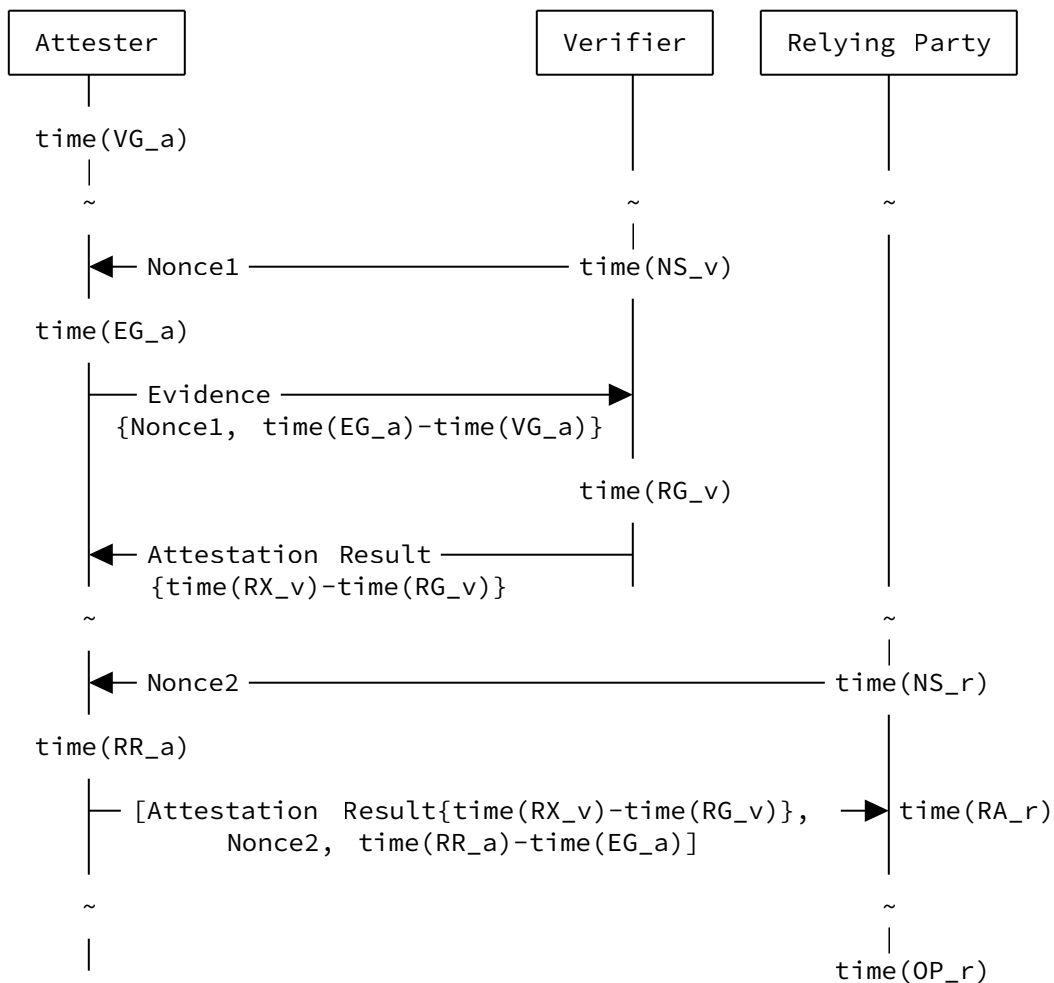 Attester Verifier Relying Party
time(VG_a)
~ ~ ~
Nonce1 time(NS_v)
time(EG_a)
Evidence
{Nonce1, time(EG_a)-time(VG_a)}
time(RG_v)
Attestation Result
{time(RX_v)-time(RG_v)}
~ ~
Nonce2 time(NS_r)
time(RR_a)
[Attestation Result{time(RX_v)-time(RG_v)}, time(RA_r)
Nonce2, time(RR_a)-time(EG_a)]
~ ~
time(OP_r)